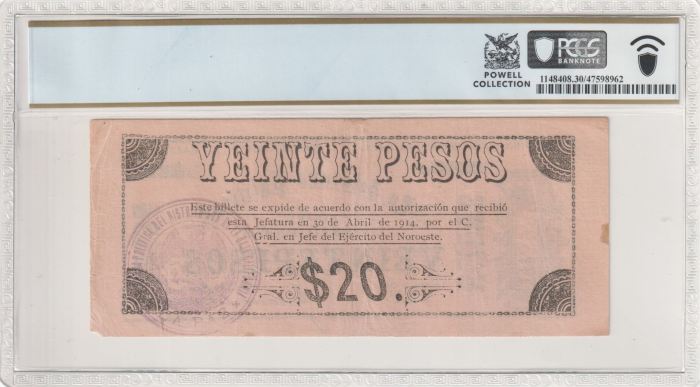 POWELL
COLLECTION
PCGS
BANKNOTE
1148408.30/47598962
YEINTE PESOS
Este billete se expide de acuerdo con la autorización que recibió
esta Jefatura en 30 de Abril de 1914, por el C.
Gral. en Jefe del Ejército del Noroeste.
$20.